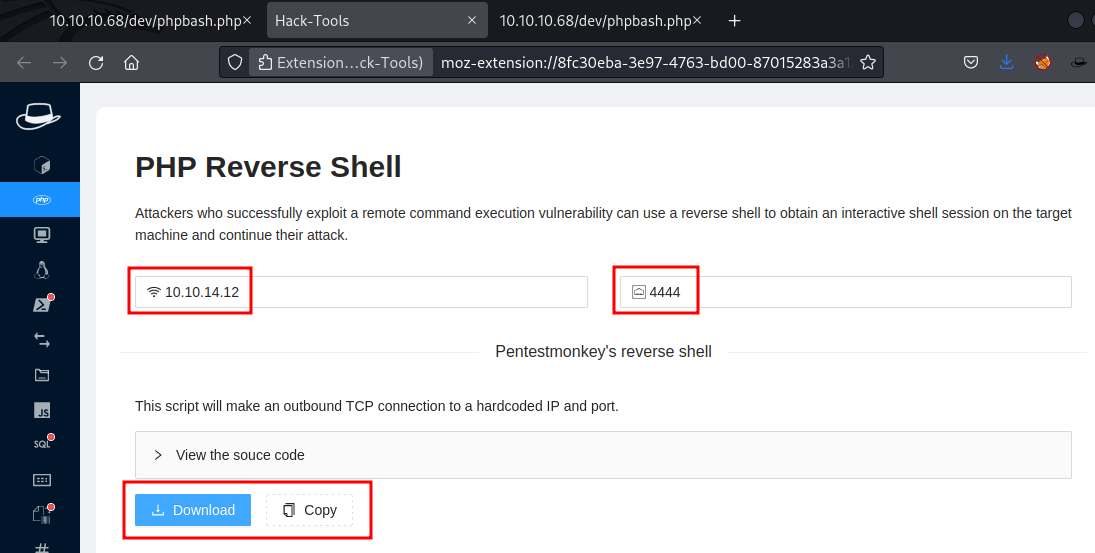 10.10.10.68/dev/phpbash.php×
Hack-Tools ×
10.10.10.68/dev/phpbash.php×
+
Extension...ck-Tools) moz-extension://8fc30eba-3e97-4763-bd00-87015283a3a1
php
PHP Reverse Shell
Attackers who successfully exploit a remote command execution vulnerability can use a reverse shell to obtain an interactive shell session on the target
machine and continue their attack.
10.10.14.12
4444
Pentestmonkey's reverse shell
This script will make an outbound TCP connection to a hardcoded IP and port.
View the souce code
Download
Copy
JS
SQL
#